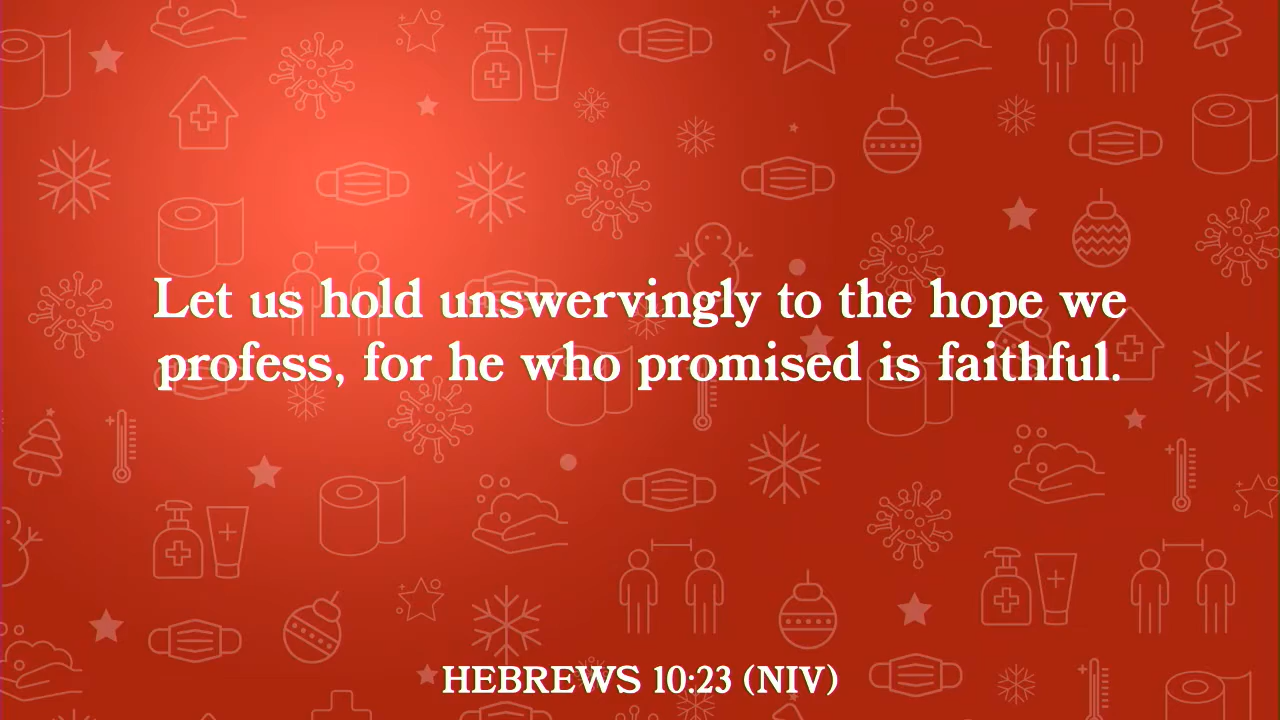 Let us hold unswervingly to the hope we
profess, for he who promised is faithful.
HEBREWS 10:23 (NIV)